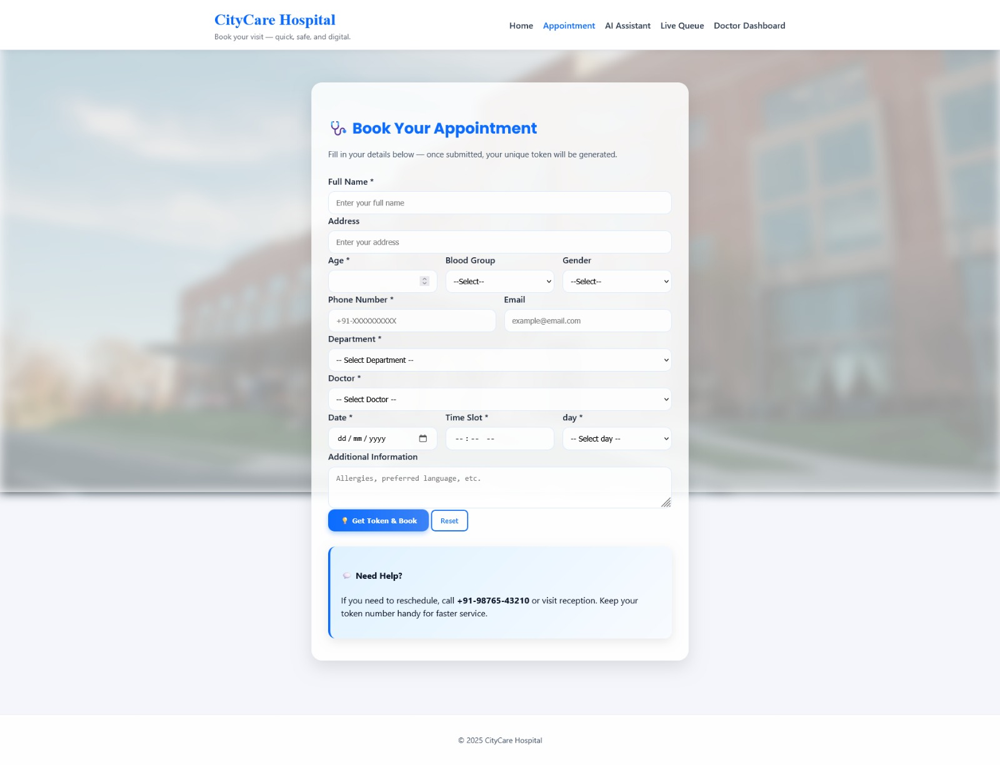 CityCare Hospital
Book your visit — quick, safe, and digital.
Home Appointment AI Assistant Live Queue Doctor Dashboard
Book Your Appointment
Fill in your details below — once submitted, your unique token will be generated.
Full Name *
Enter your full name
Address
Enter your address
Age * Blood Group Gender
--Select-- --Select--
Phone Number * Email
+91-XXXXXXXXXX example@email.com
Department *
-- Select Department --
Doctor *
-- Select Doctor --
Date * Time Slot * day *
dd/mm/yyyy --:-- -- -- Select day --
Additional Information
Allergies, preferred language, etc.
Get Token & Book Reset
Need Help?
If you need to reschedule, call +91-98765-43210 or visit reception. Keep your
token number handy for faster service.
© 2025 CityCare Hospital